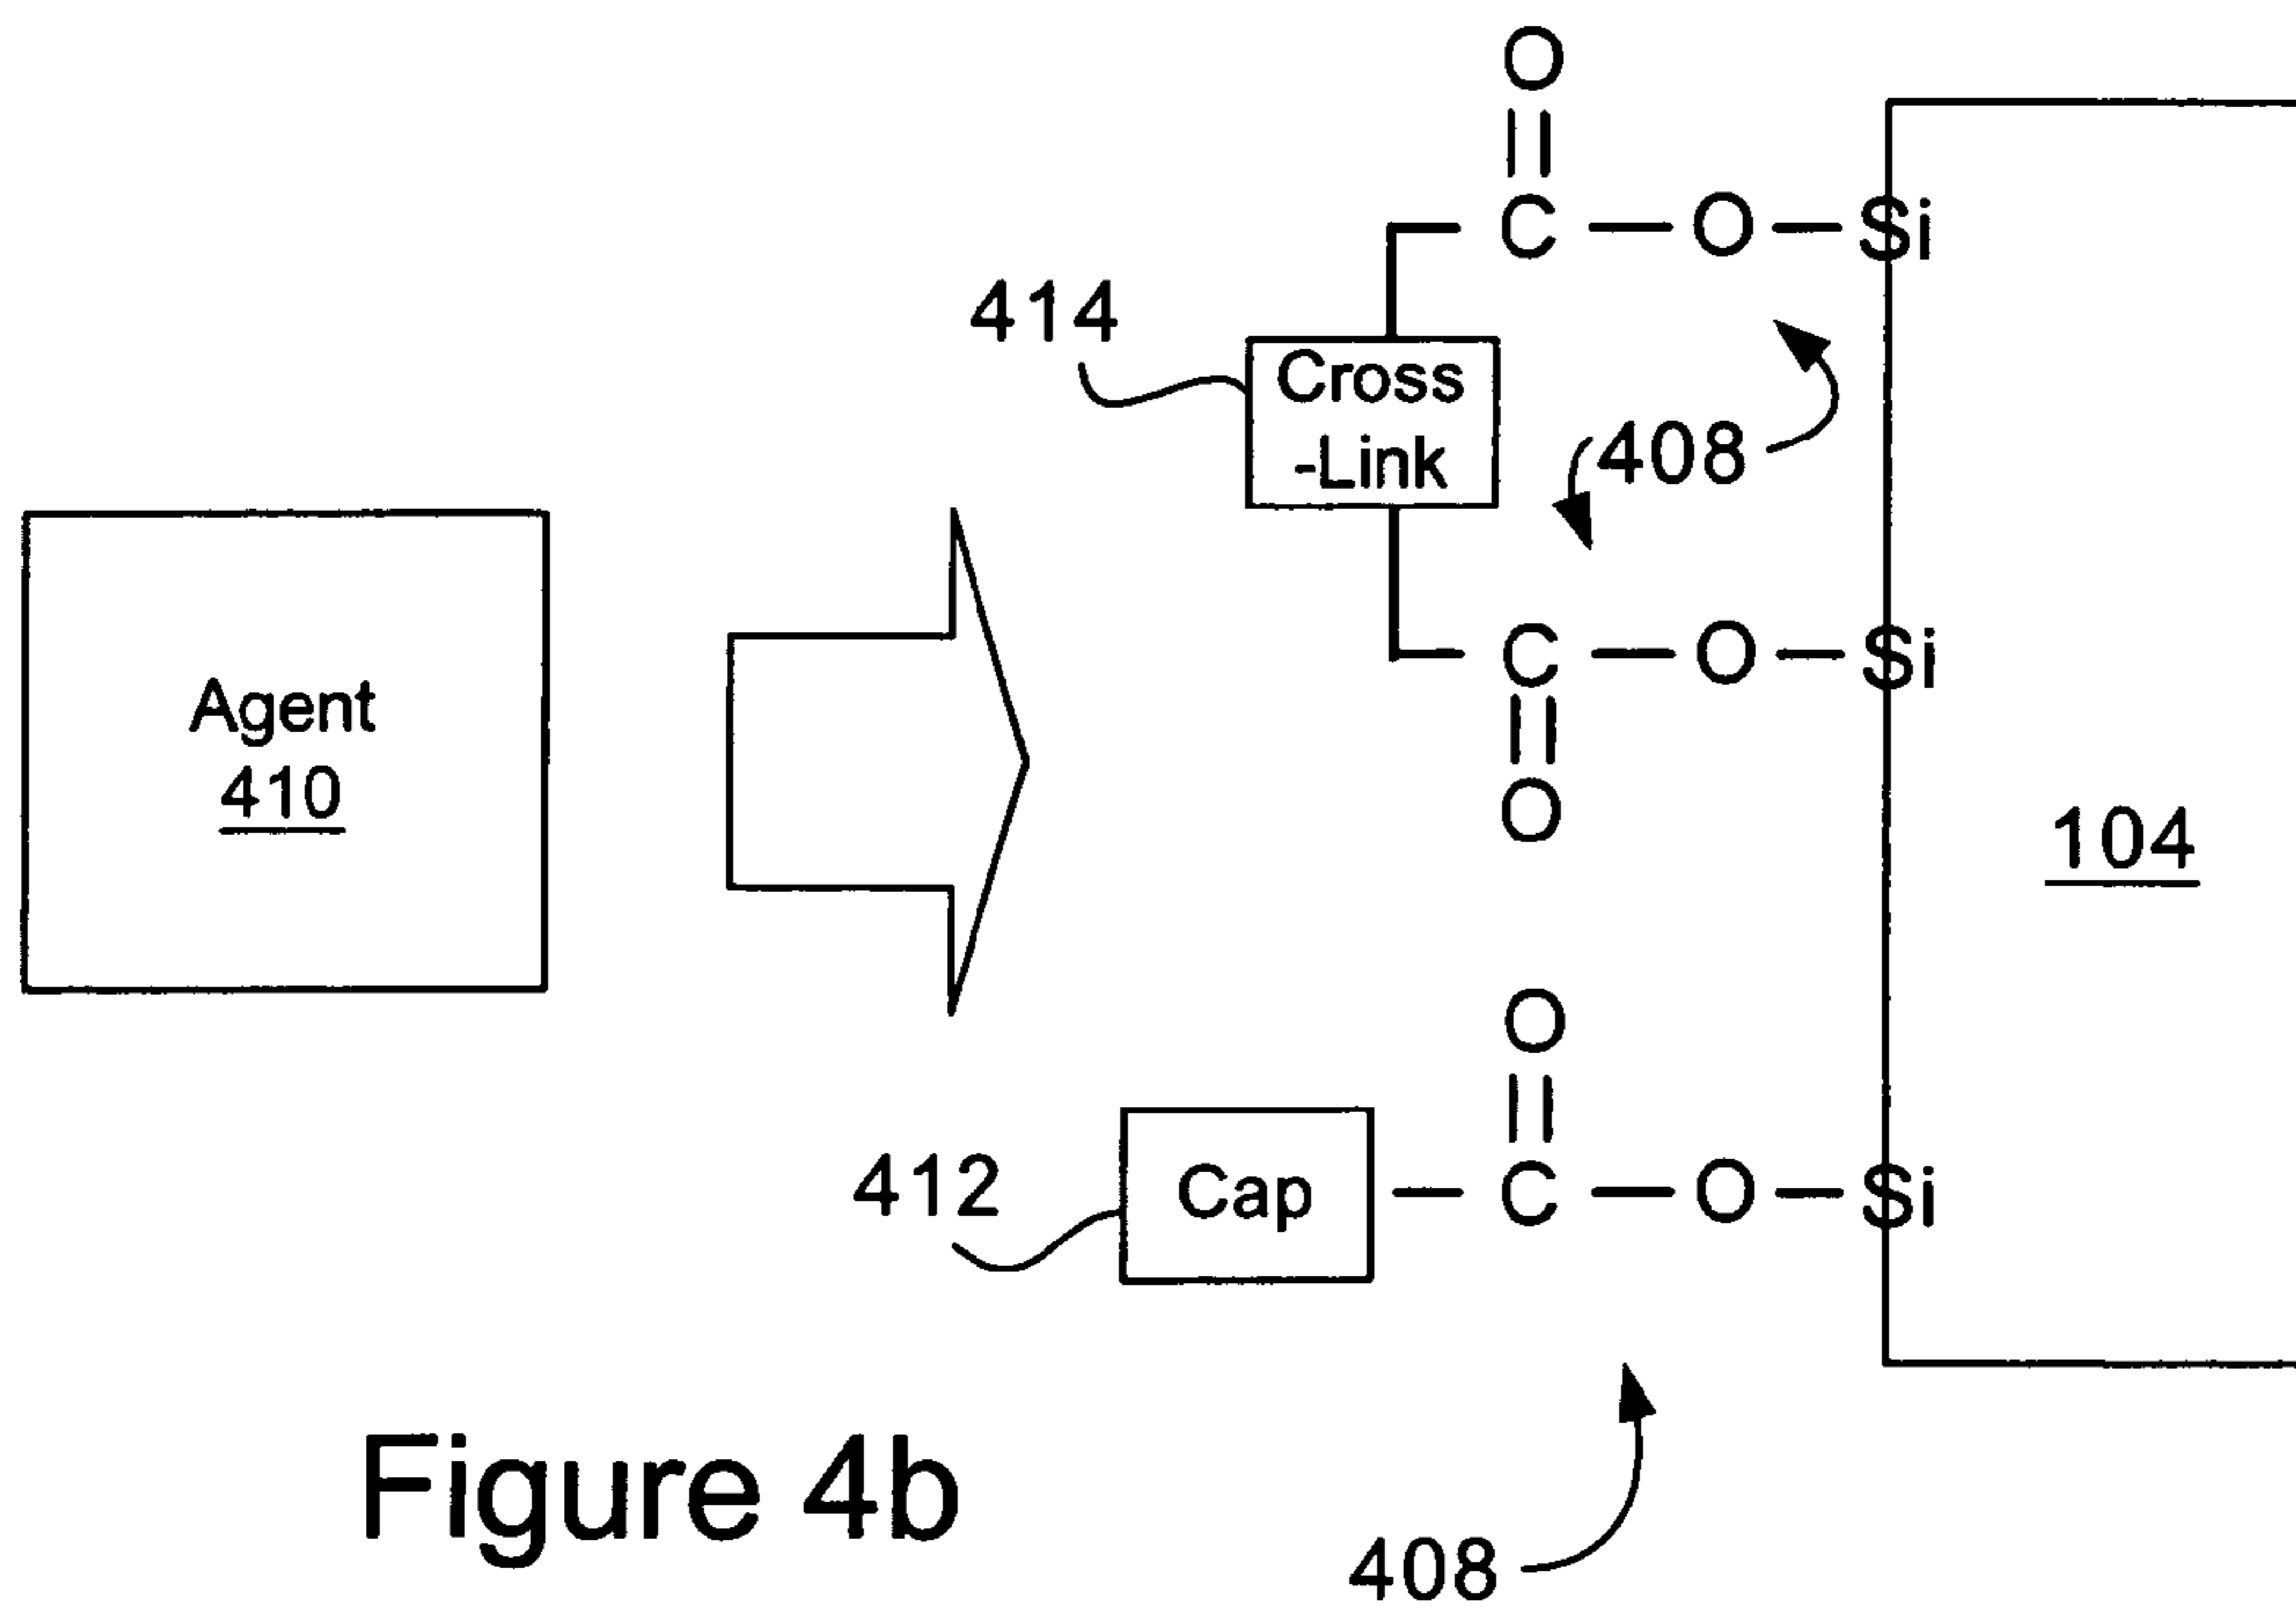 O
||
C — O — Si
414
Cross
-Link
408
C — O — Si
||
O
Agent
410
104
O
||
412
Cap — C — O — Si
Figure 4b
408